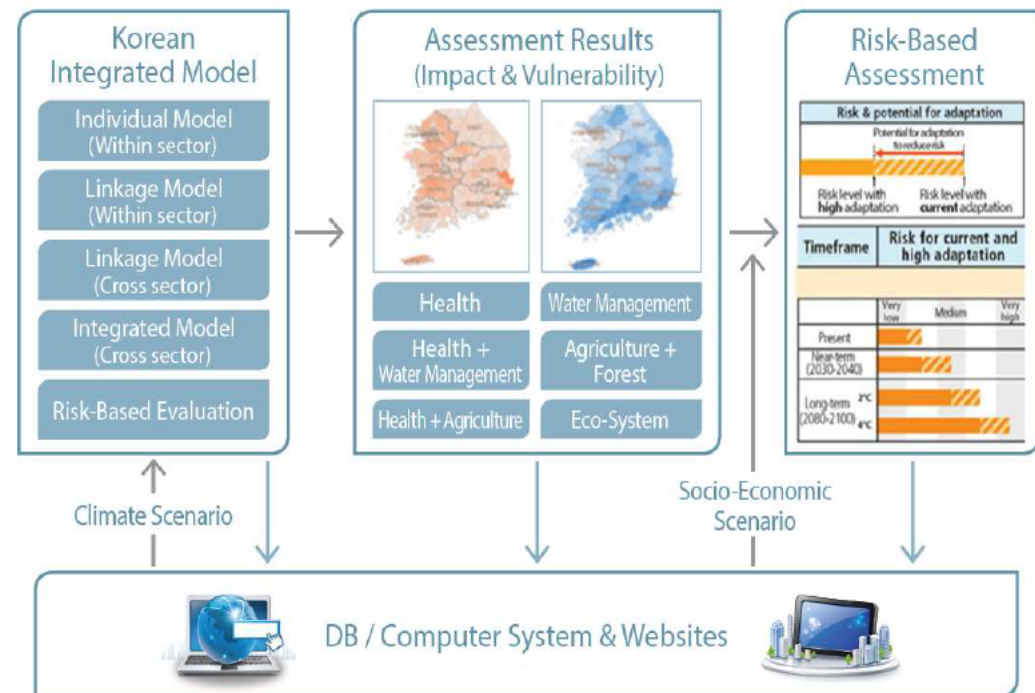 Korean
Integrated Model
Individual Model
(Within sector)
Linkage Model
(Within sector)
Linkage Model
(Cross sector)
Integrated Model
(Cross sector)
Risk-Based Evaluation
Assessment Results
(Impact & Vulnerability)
Health
Water Management
Health +
Water Management
Agriculture +
Forest
Health + Agriculture
Eco-System
Risk-Based
Assessment
Risk & potential for adaptation
Potential for adaptation
to reduce risk
Risk level with
high adaptation
Risk level with
current adaptation
Timeframe
Risk for current and
high adaptation
Very
low
Medium
Very
high
Present
Near-term
(2030-2040)
Long-term
(2080-2100)
2°C
4°C
Climate Scenario
Socio-Economic
Scenario
DB / Computer System & Websites